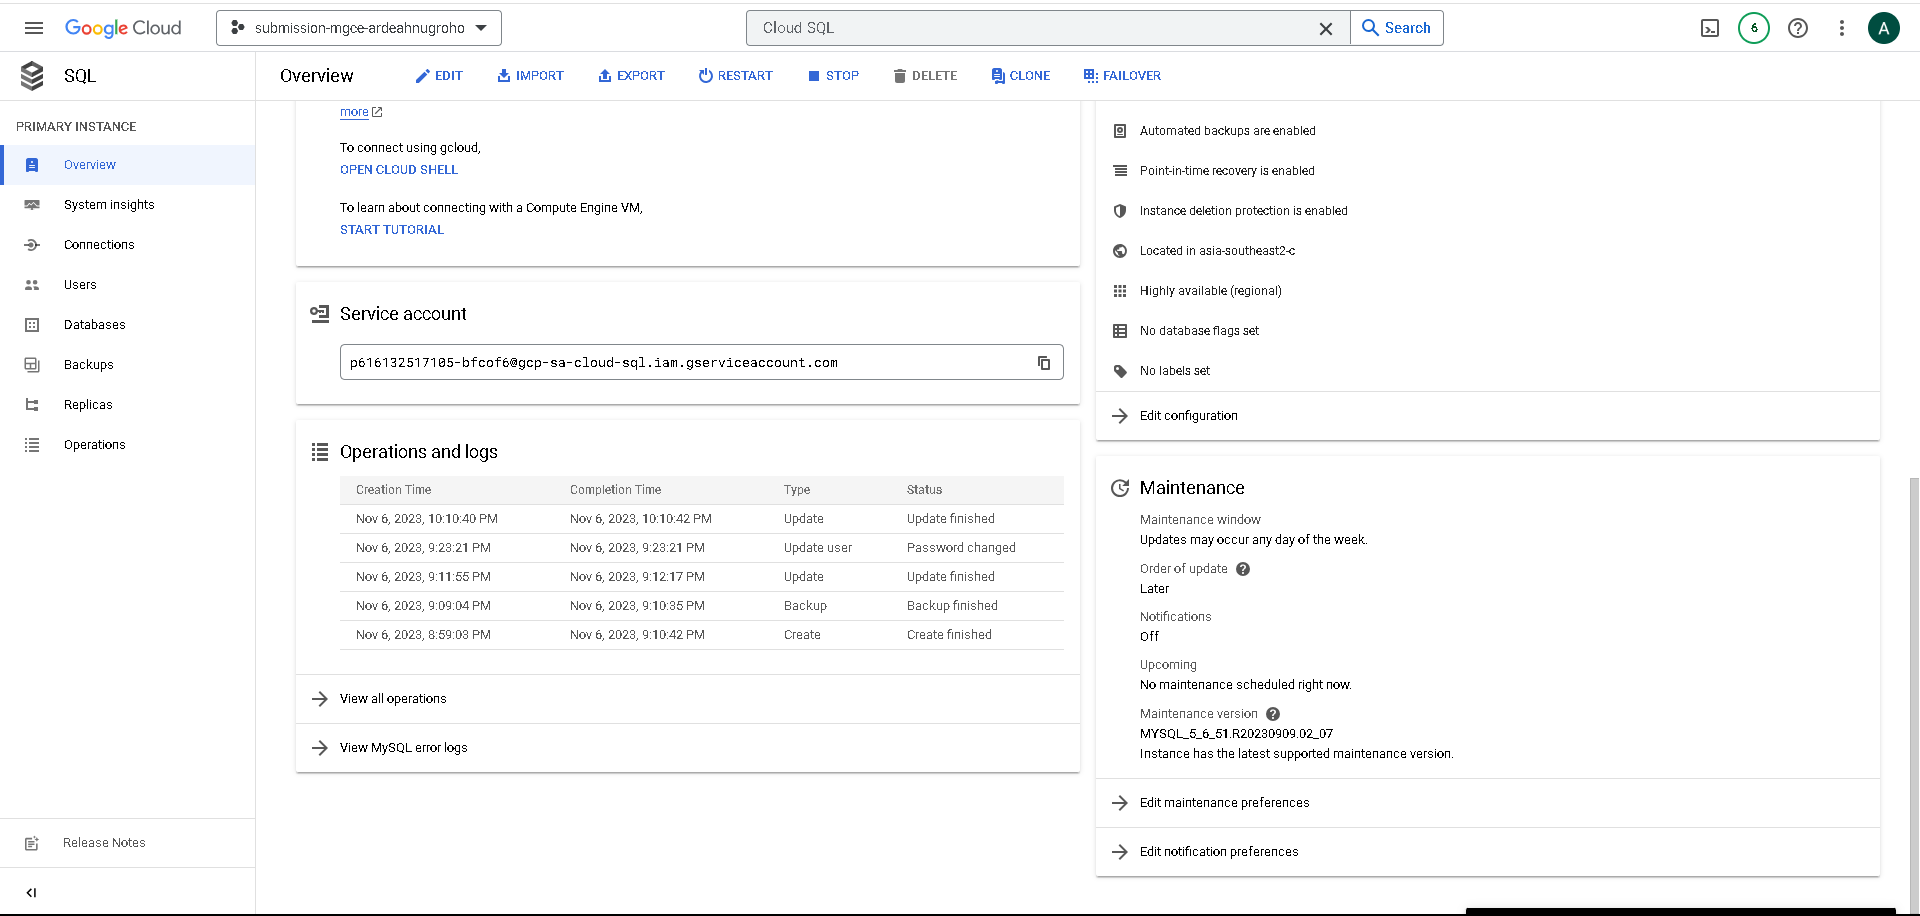 Google Cloud
submission-mgce-ardeahnugroho
Cloud SQL
Search
6
A
SQL
Overview
EDIT
IMPORT
EXPORT
RESTART
STOP
DELETE
CLONE
FAILOVER
PRIMARY INSTANCE
Overview
System insights
Connections
Users
Databases
Backups
Replicas
Operations
Release Notes
more
To connect using gcloud,
OPEN CLOUD SHELL
To learn about connecting with a Compute Engine VM,
START TUTORIAL
Service account
p616132517105-bfcof6@gcp-sa-cloud-sql.iam.gserviceaccount.com
Operations and logs
Creation Time Completion Time Type Status
Nov 6, 2023, 10:10:40 PM Nov 6, 2023, 10:10:42 PM Update Update finished
Nov 6, 2023, 9:23:21 PM Nov 6, 2023, 9:23:21 PM Update user Password changed
Nov 6, 2023, 9:11:55 PM Nov 6, 2023, 9:12:17 PM Update Update finished
Nov 6, 2023, 9:09:04 PM Nov 6, 2023, 9:10:35 PM Backup Backup finished
Nov 6, 2023, 8:59:03 PM Nov 6, 2023, 9:10:42 PM Create Create finished
View all operations
View MySQL error logs
Automated backups are enabled
Point-in-time recovery is enabled
Instance deletion protection is enabled
Located in asia-southeast2-c
Highly available (regional)
No database flags set
No labels set
Edit configuration
Maintenance
Maintenance window
Updates may occur any day of the week.
Order of update
Later
Notifications
Off
Upcoming
No maintenance scheduled right now.
Maintenance version
MYSQL_5_6_51.R20230909.02_07
Instance has the latest supported maintenance version.
Edit maintenance preferences
Edit notification preferences